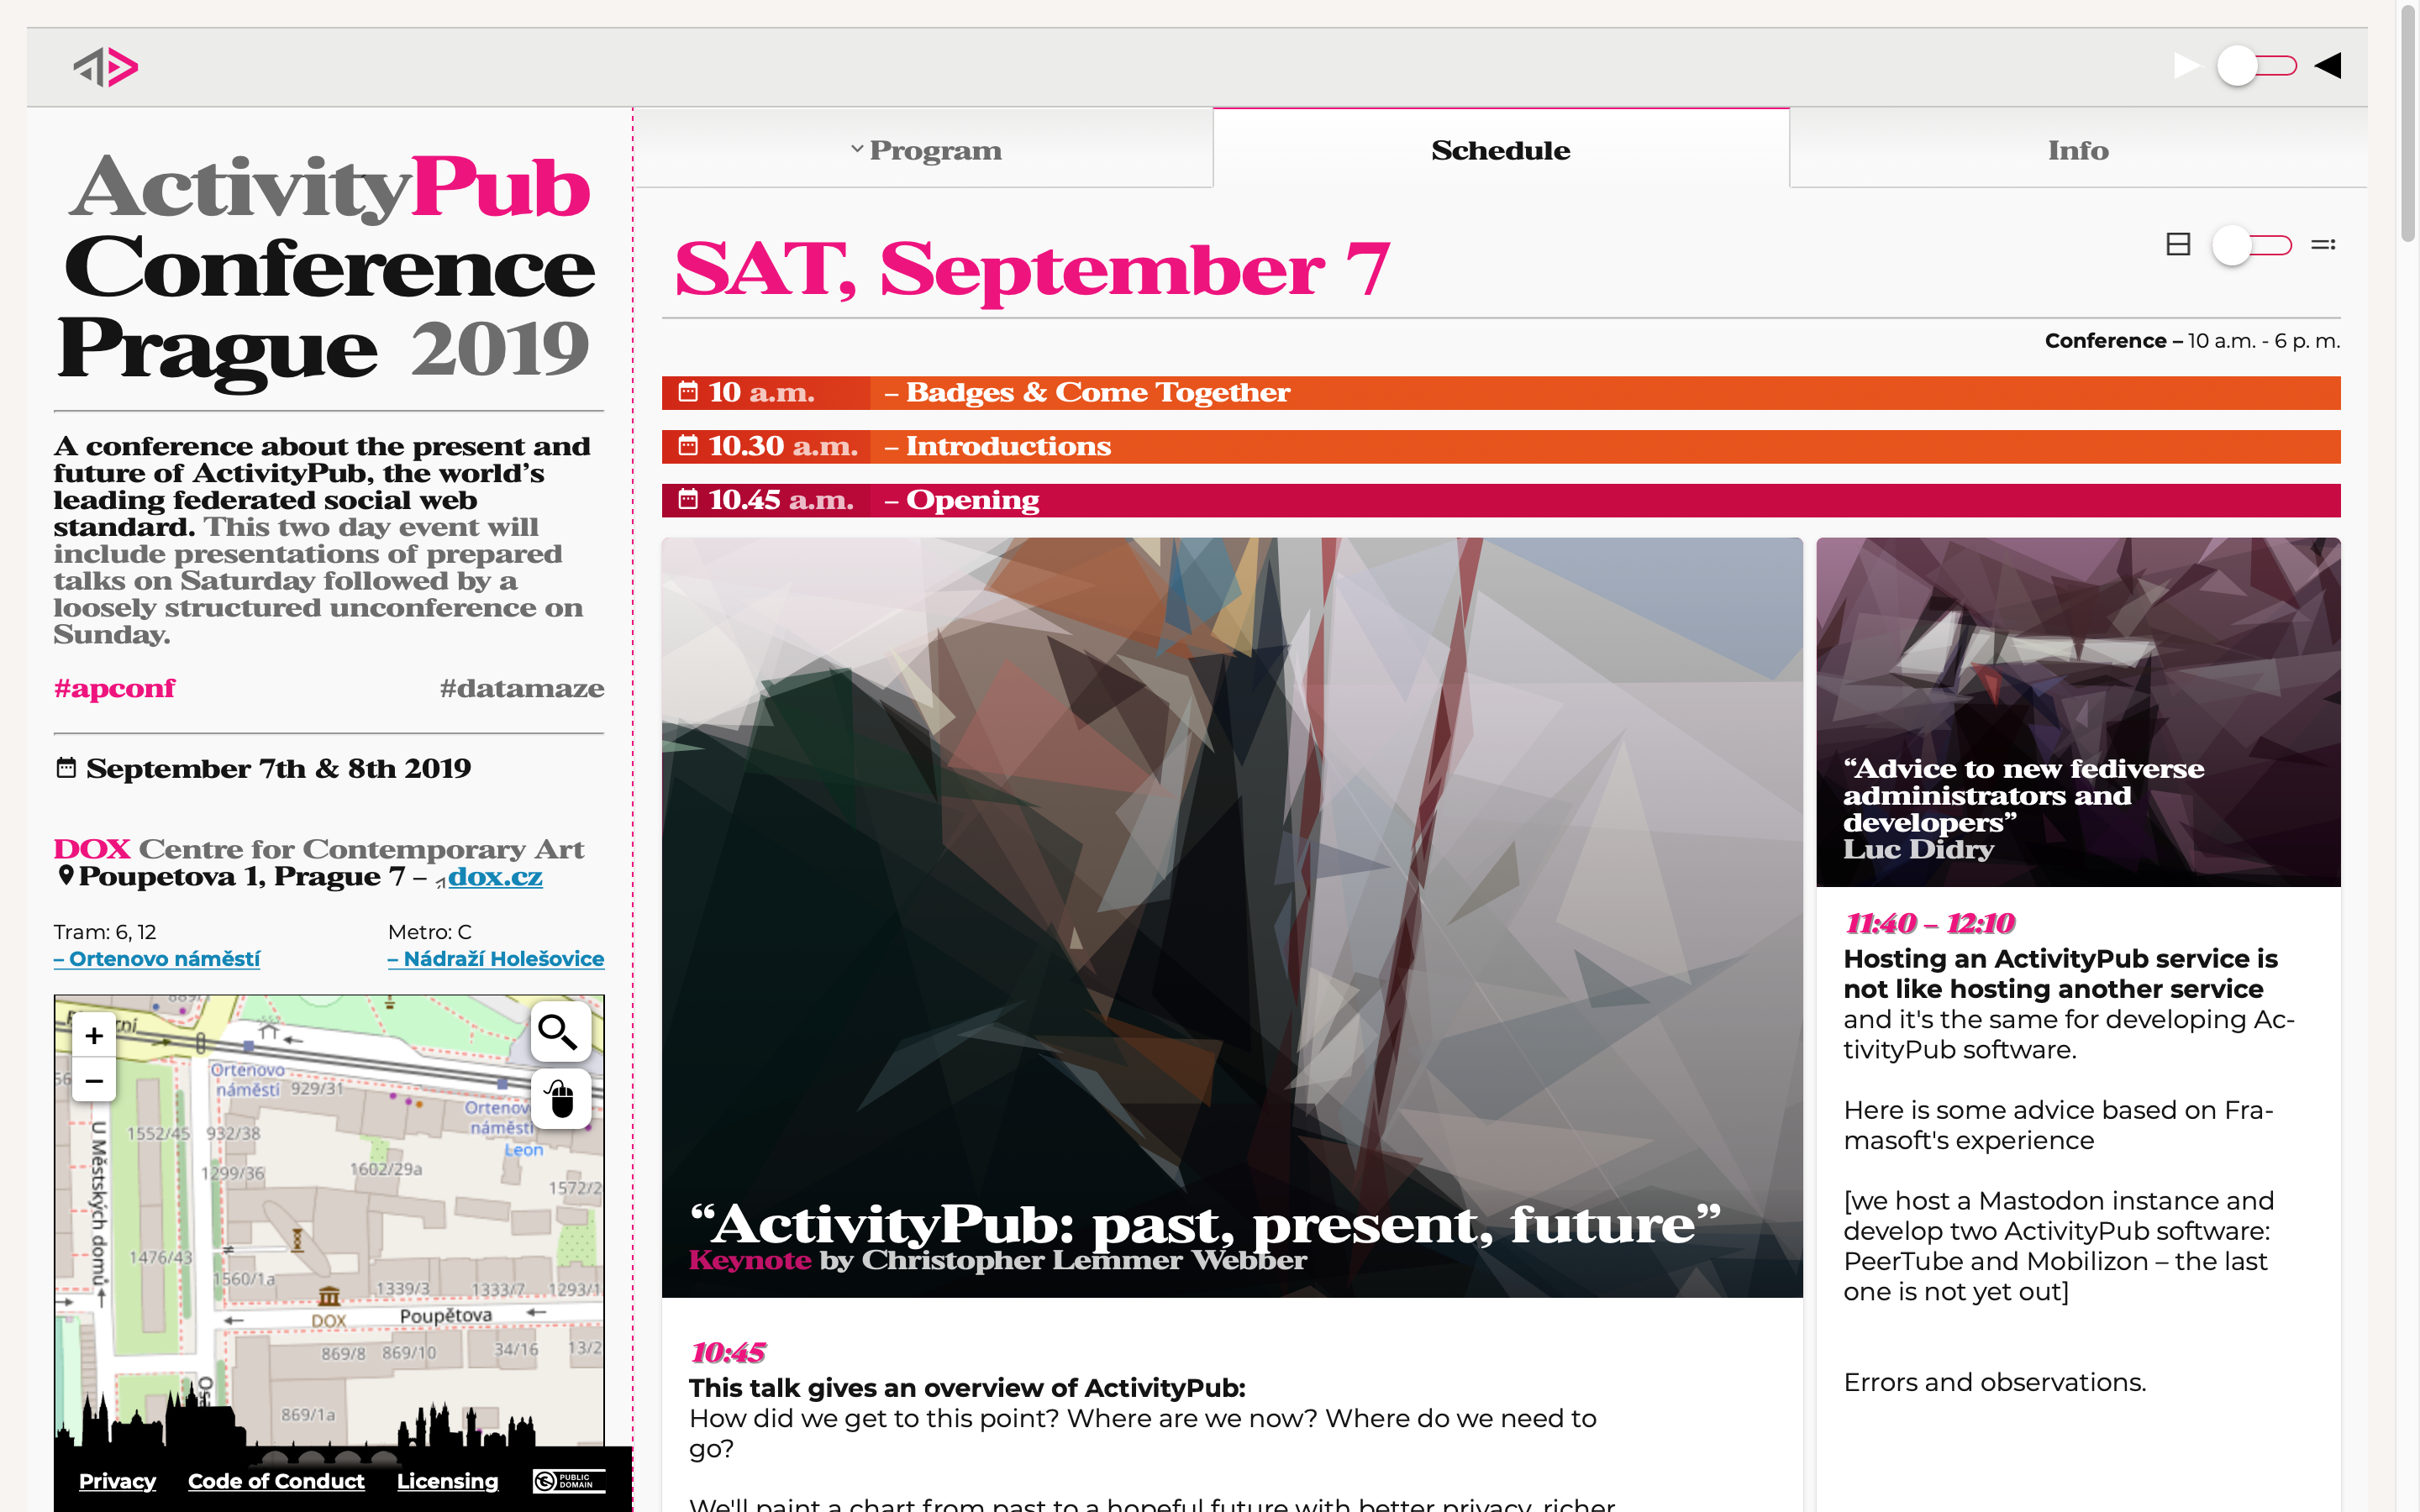 ActivityPub
Conference
Prague 2019
A conference about the present and
future of ActivityPub, the world’s
leading federated social web
standard. This two day event will
include presentations of prepared
talks on Saturday followed by a
loosely structured unconference on
Sunday.
#apconf #datamaze
September 7th & 8th 2019
DOX Centre for Contemporary Art
Poupetova 1, Prague 7 – dox.cz
Tram: 6, 12
– Ortenovo náměstí
Metro: C
– Nádraží Holešovice
+
−
Ortenovo
náměstí
929/31
Ortenov
náměstí
Leon
1552/45
932/38
1299/36
1602/29a
1572/2
U Městských domů
1476/43
1560/1a
1339/3
1333/7
1293/1
DOX
Poupětova
869/8
869/10
34/16
13/2
869/1a
Privacy
Code of Conduct
Licensing
PUBLIC
DOMAIN
Program
Schedule
Info
SAT, September 7
Conference – 10 a.m. - 6 p. m.
10 a.m. – Badges & Come Together
10.30 a.m. – Introductions
10.45 a.m. – Opening
“ActivityPub: past, present, future”
Keynote by Christopher Lemmer Webber
10:45
This talk gives an overview of ActivityPub:
How did we get to this point? Where are we now? Where do we need to
go?
We'll paint a chart from past to a hopeful future with better privacy, richer
“Advice to new fediverse
administrators and
developers”
Luc Didry
11:40 – 12:10
Hosting an ActivityPub service is
not like hosting another service
and it's the same for developing Ac-
tivityPub software.
Here is some advice based on Fra-
masoft's experience
[we host a Mastodon instance and
develop two ActivityPub software:
PeerTube and Mobilizon – the last
one is not yet out]
Errors and observations.